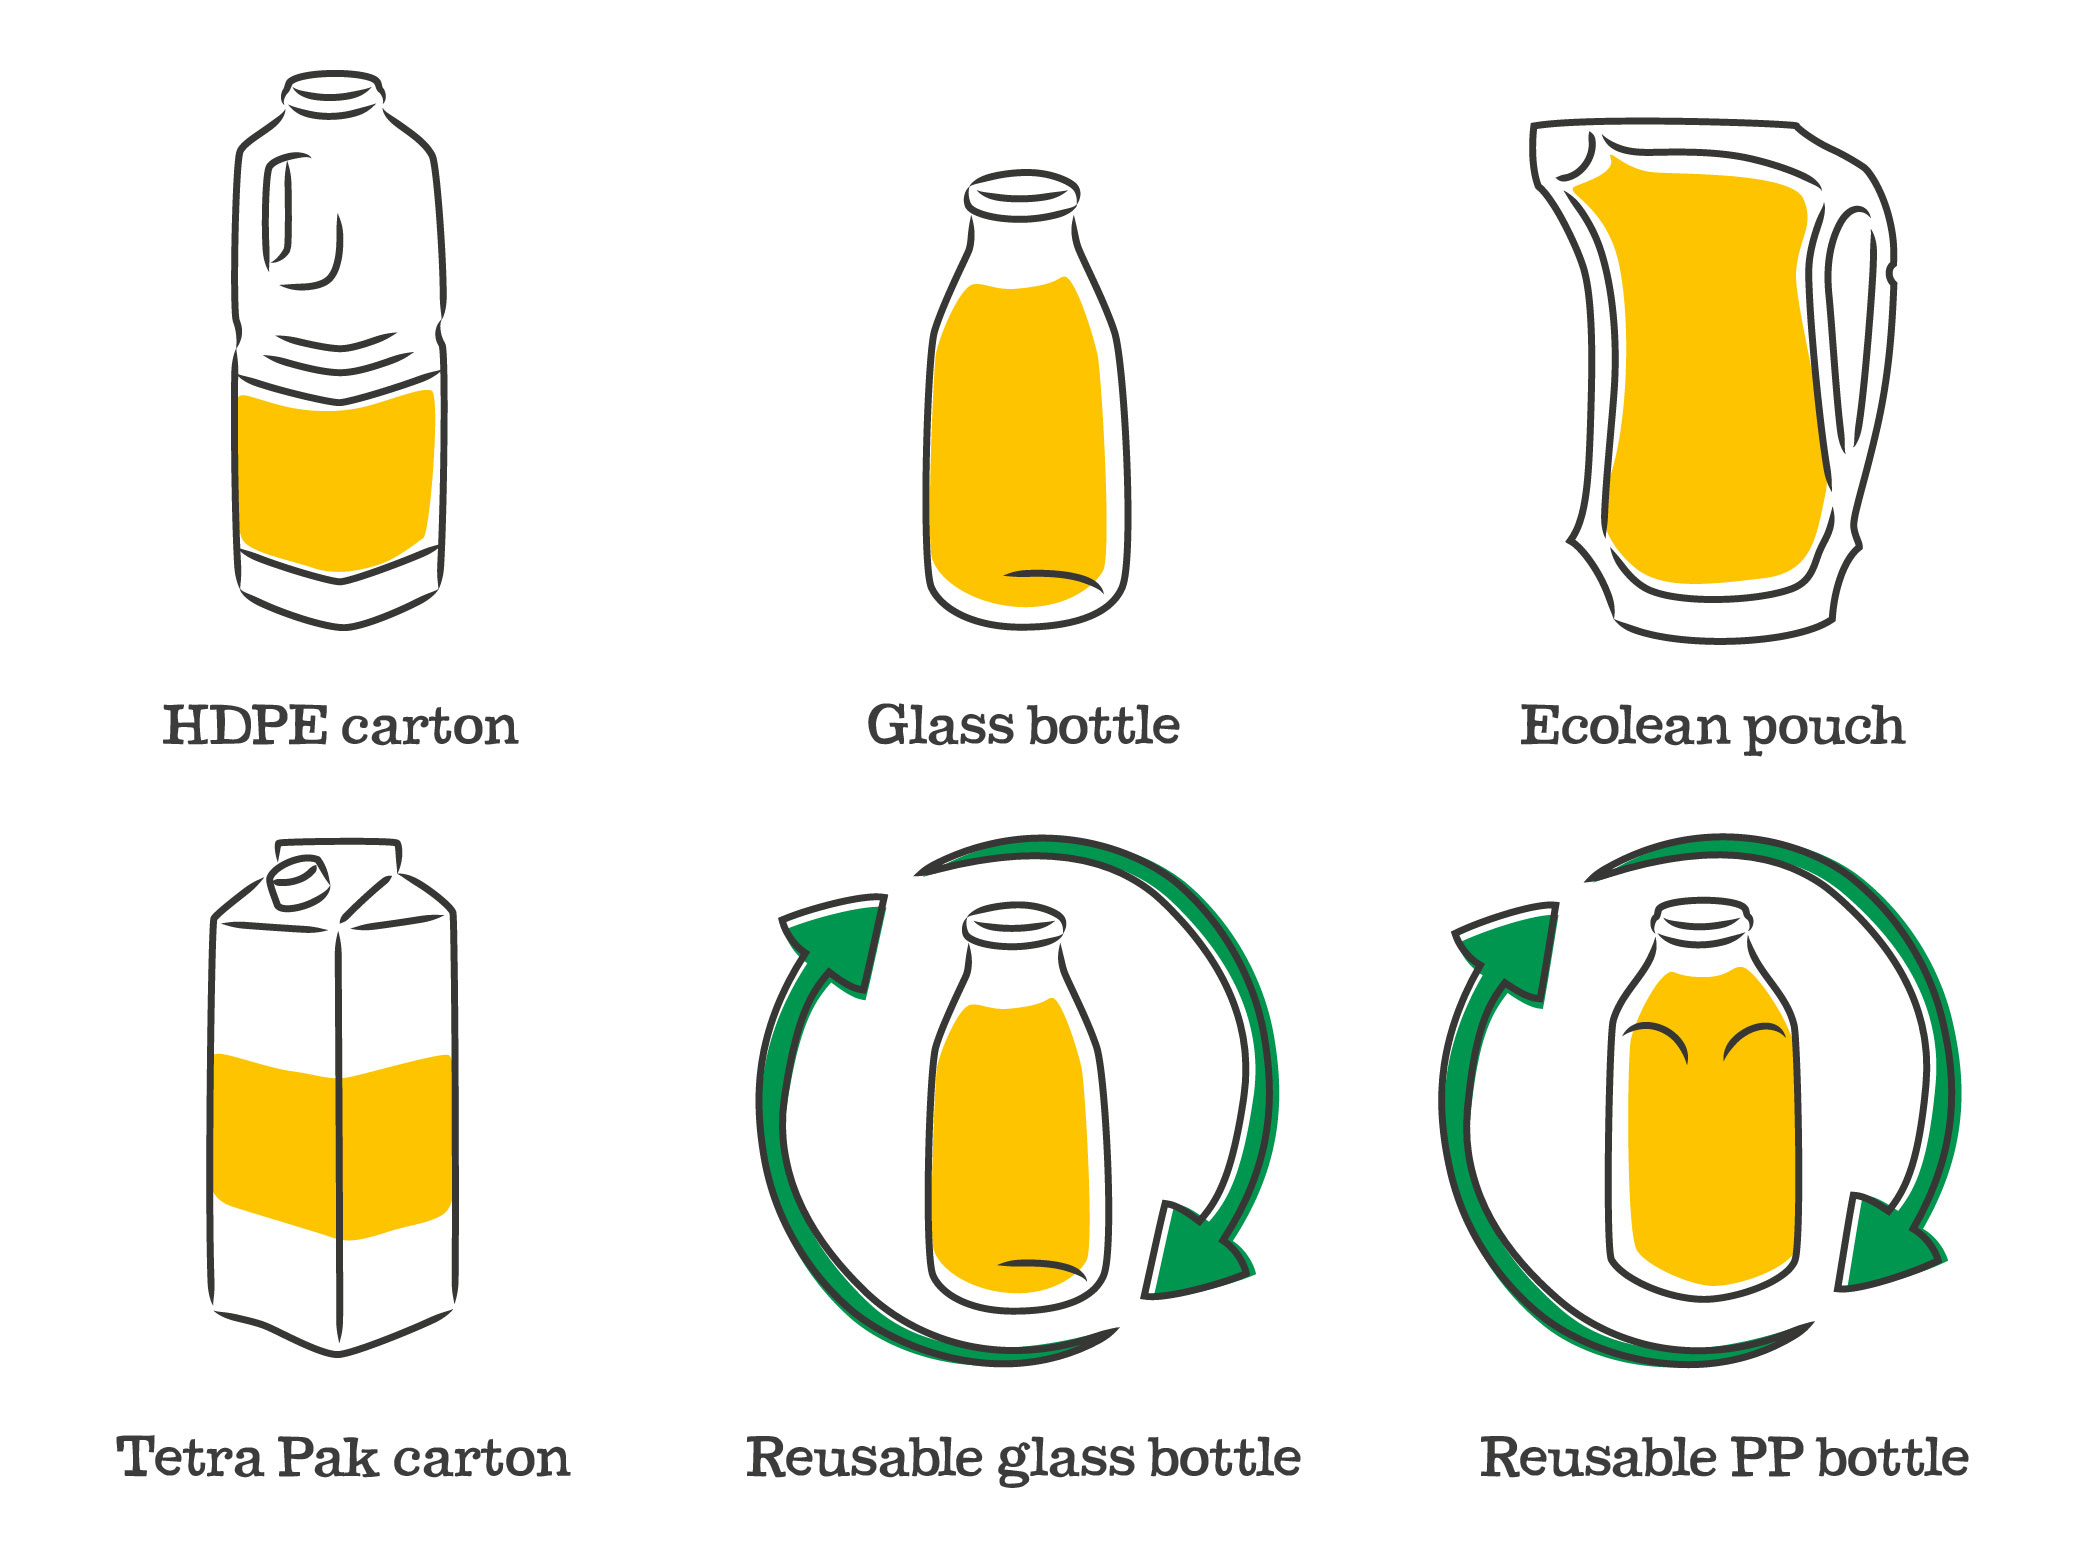 HDPE carton
Glass bottle
Ecolean pouch
Tetra Pak carton
Reusable glass bottle
Reusable PP bottle